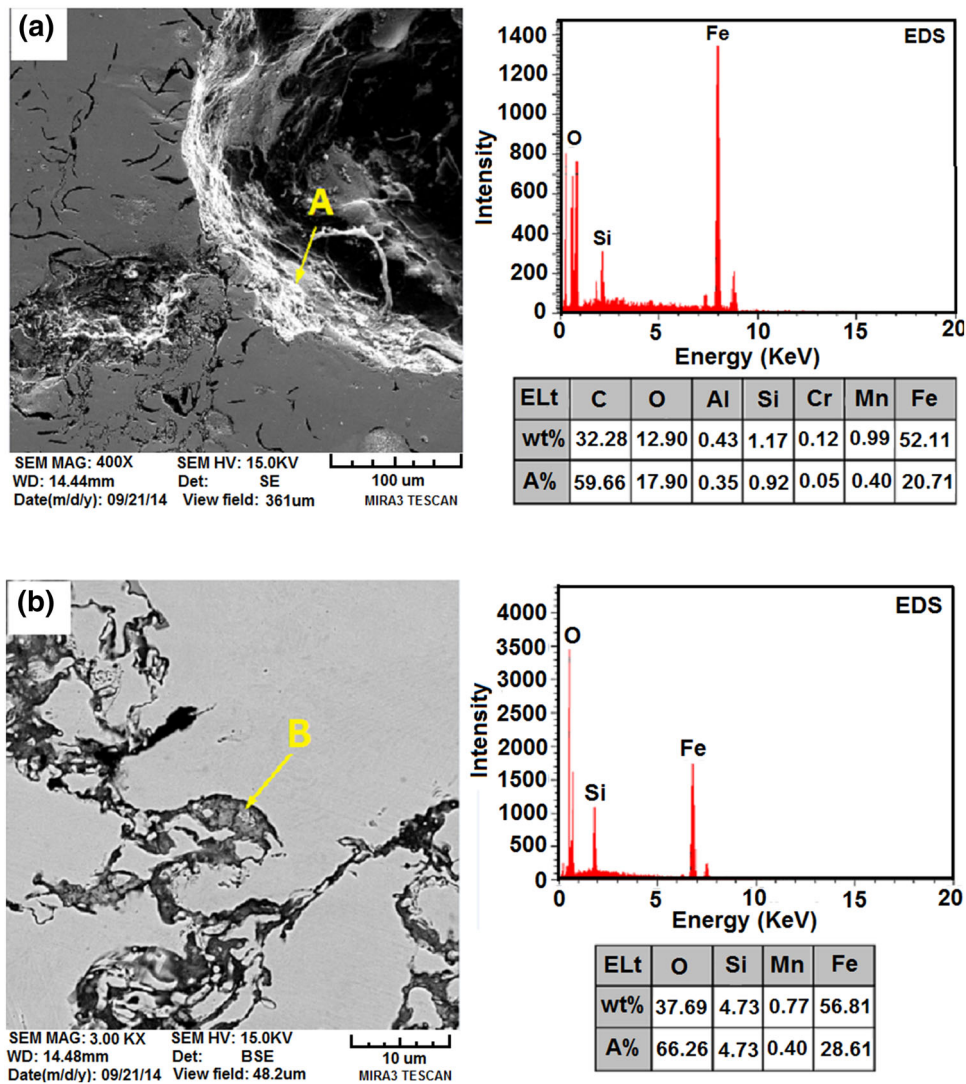 (a)
A
SEM MAG: 400X SEM HV: 15.0KV
WD: 14.44mm Det: SE 100 um
Date(m/d/y): 09/21/14 View field: 361um MIRA3 TESCAN
EDS
Fe
O
Si
Intensity
1400
1200
1000
800
600
400
200
0
0 5 10 15 20
Energy (KeV)
ELt C O Al Si Cr Mn Fe
wt% 32.28 12.90 0.43 1.17 0.12 0.99 52.11
A% 59.66 17.90 0.35 0.92 0.05 0.40 20.71
(b)
B
SEM MAG: 3.00 KX SEM HV: 15.0KV
WD: 14.48mm Det: BSE 10 um
Date(m/d/y): 09/21/14 View field: 48.2um MIRA3 TESCAN
EDS
O
Fe
Si
Intensity
4000
3500
3000
2500
2000
1500
1000
500
0
0 5 10 15 20
Energy (KeV)
ELt O Si Mn Fe
wt% 37.69 4.73 0.77 56.81
A% 66.26 4.73 0.40 28.61